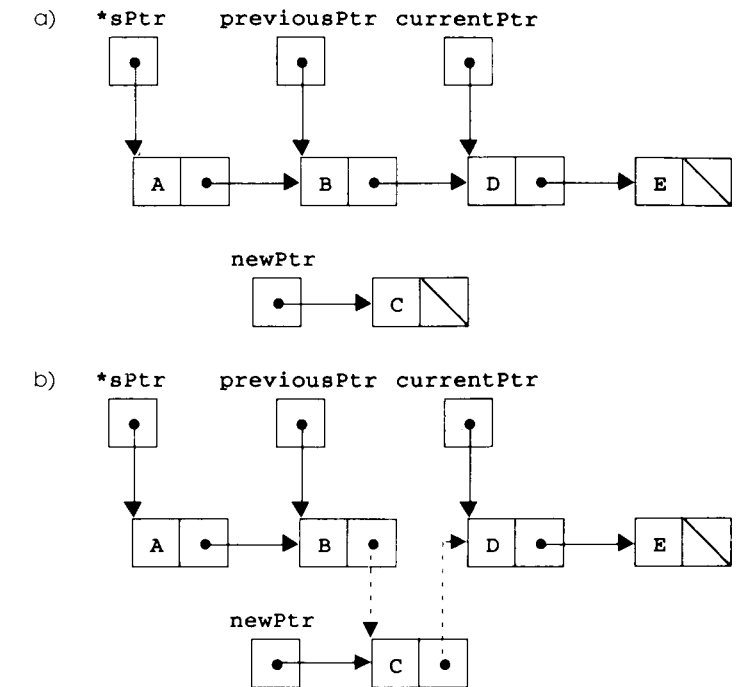 a) *sPtr previousPtr currentPtr
A B D E
newPtr
C
b) *sPtr previousPtr currentPtr
A B D E
newPtr
C